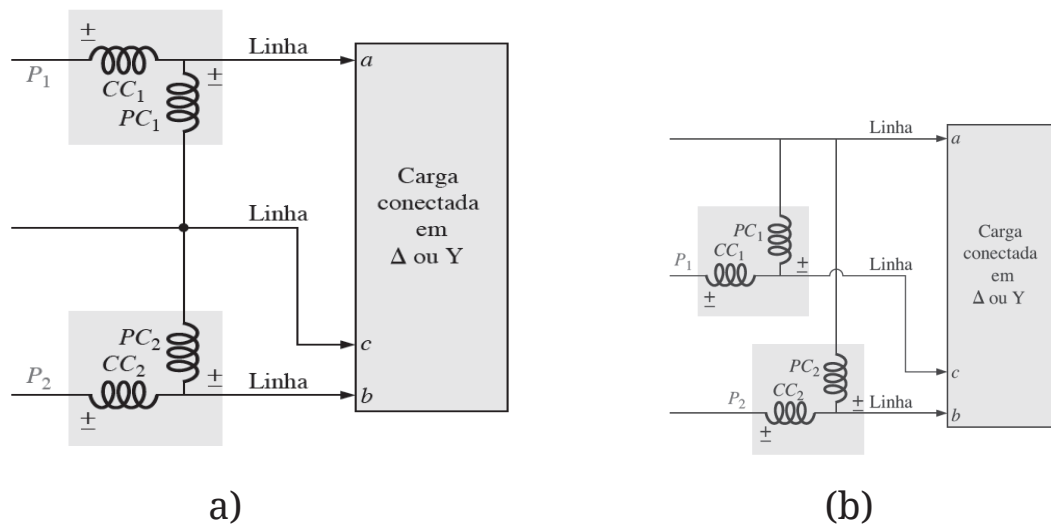 ±
Linha
a
P₁
CC₁
±
PC₁
Carga
conectada
em
Δ ou Y
Linha
PC₂
c
P₂
CC₂
±
Linha
b
±
a)
Linha
a
PC₁
CC₁
P₁
±
Linha
±
Carga
conectada
em
Δ ou Y
PC₂
c
P₂
CC₂
±
Linha
b
±
(b)